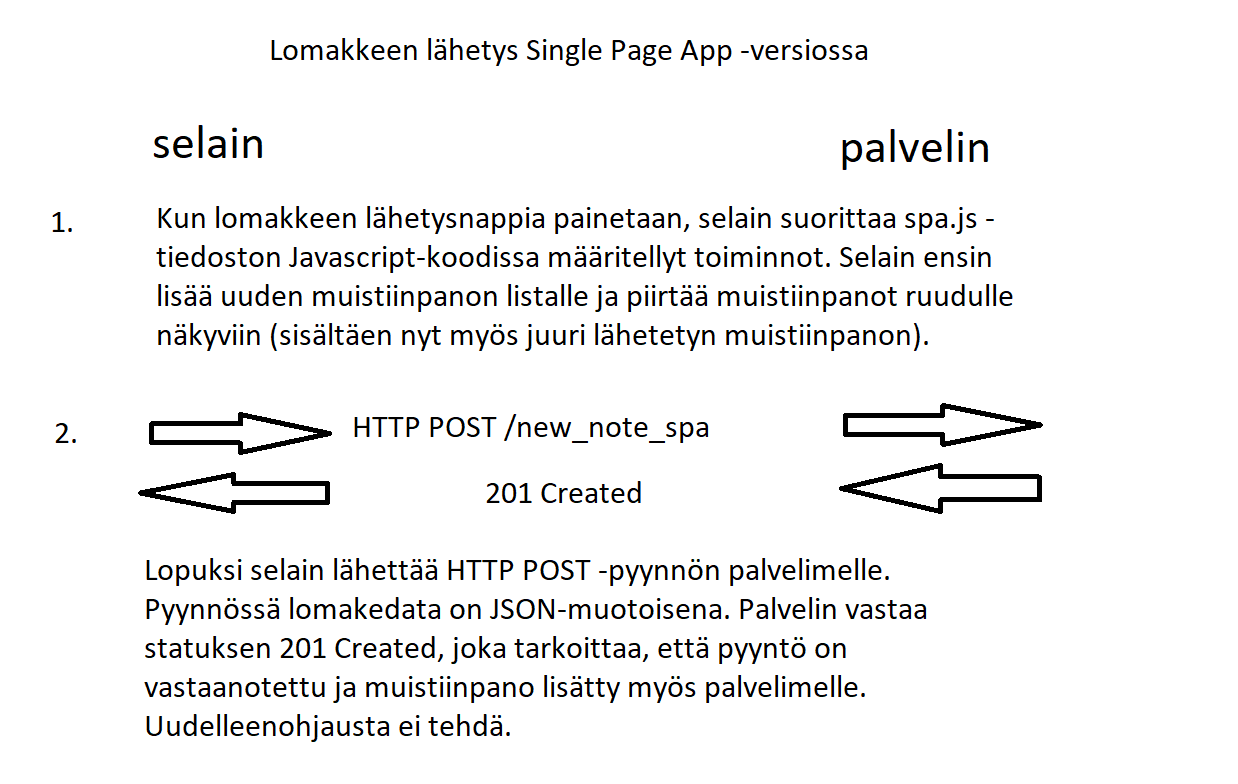 Lomakkeen lähetys Single Page App -versiossa
selain palvelin
1. Kun lomakkeen lähetysnappia painetaan, selain suorittaa spa.js -
tiedoston Javascript-koodissa määritellyt toiminnot. Selain ensin
lisää uuden muistiinpanon listalle ja piirtää muistiinpanot ruudulle
näkyviin (sisältäen nyt myös juuri lähetetyn muistiinpanon).
2. HTTP POST /new_note_spa
201 Created
Lopuksi selain lähettää HTTP POST -pyynnön palvelimelle.
Pyynnössä lomakedata on JSON-muotoisena. Palvelin vastaa
statuksen 201 Created, joka tarkoittaa, että pyyntö on
vastaanotettu ja muistiinpano lisätty myös palvelimelle.
Uudelleenohjausta ei tehdä.